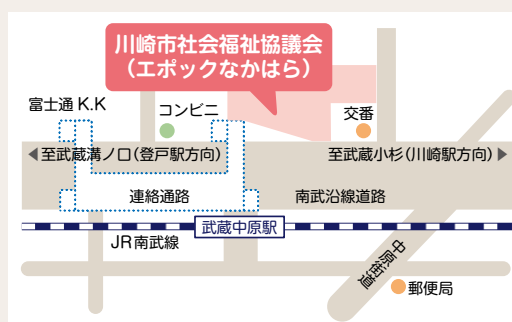 川崎市社会福祉協議会
（エポックなかはら）
富士通 K.K
コンビニ
交番
◀至武蔵溝ノ口（登戸駅方向）
至武蔵小杉（川崎駅方向）▶
連絡通路
南武沿線道路
武蔵中原駅
JR南武線
中原街道
郵便局